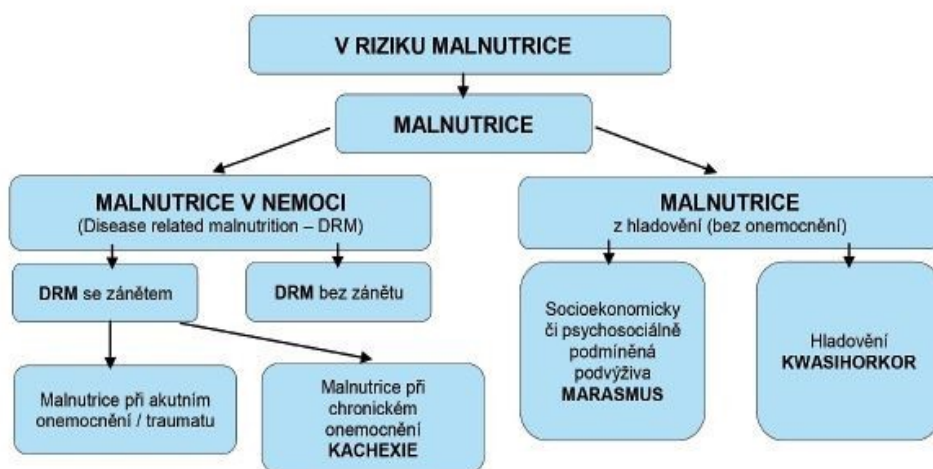 V RIZIKU MALNUTRICE
MALNUTRICE
MALNUTRICE V NEMOCI
(Disease related malnutrition – DRM)
MALNUTRICE
z hladovění (bez onemocnění)
DRM se zánětem
DRM bez zánětu
Socioekonomicky
či psychosociálně
podmíněná
podvýživa
MARASMUS
Hladovění
KWASIHORKOR
Malnutrice při akutním
onemocnění / traumatu
Malnutrice při
chronickém
onemocnění
KACHEXIE